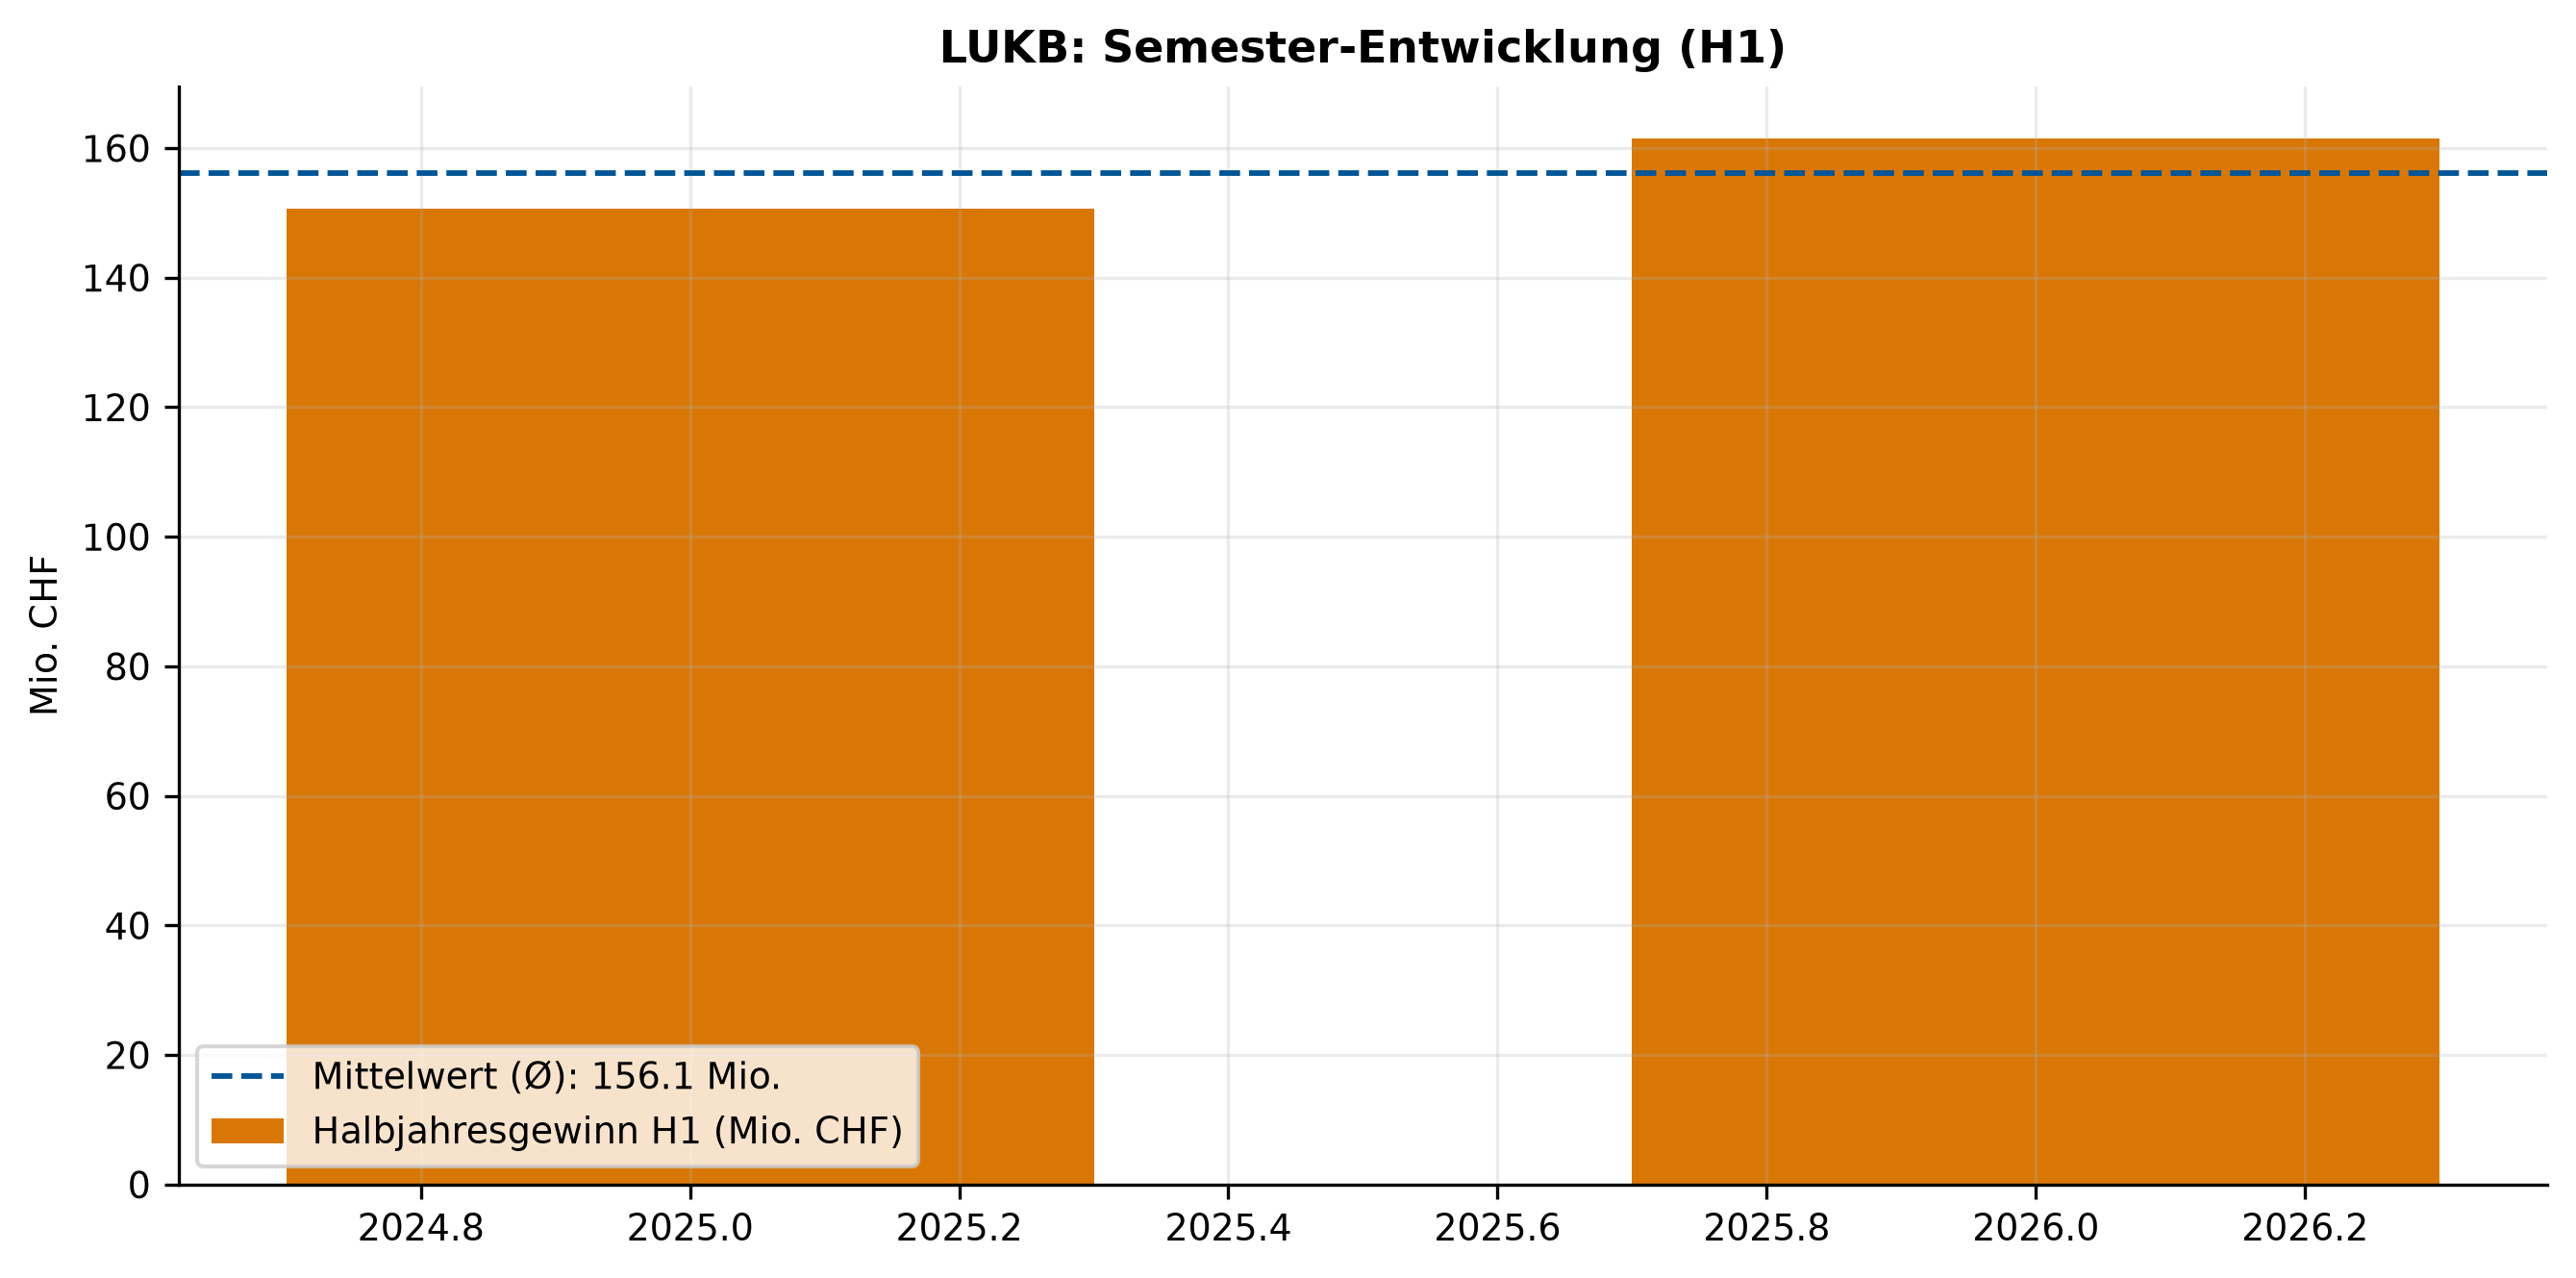 LUKB: Semester-Entwicklung (H1)
Mio. CHF
160
140
120
100
80
60
40
20
0
Mittelwert (Ø): 156.1 Mio.
Halbjahresgewinn H1 (Mio. CHF)
2024.8 2025.0 2025.2 2025.4 2025.6 2025.8 2026.0 2026.2